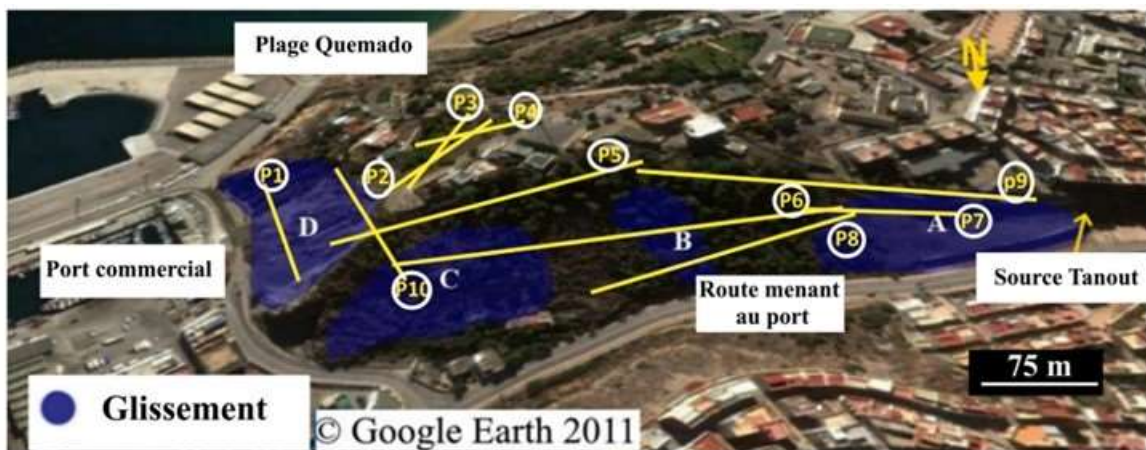 Plage Quemado
N
P3
P4
P1
P2
P5
P6
p9
P7
P8
A
B
C
D
P10
Port commercial
Route menant
au port
Source Tanout
75 m
Glissement
© Google Earth 2011